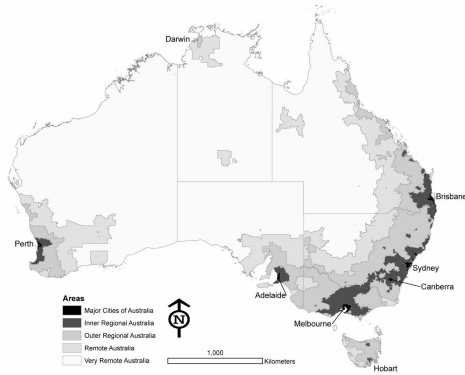 Darwin
Brisbane
Perth
Sydney
Canberra
Adelaide
Melbourne
Hobart
Areas
Major Cities of Australia
Inner Regional Australia
Outer Regional Australia
Remote Australia
Very Remote Australia
N
1,000
Kilometers